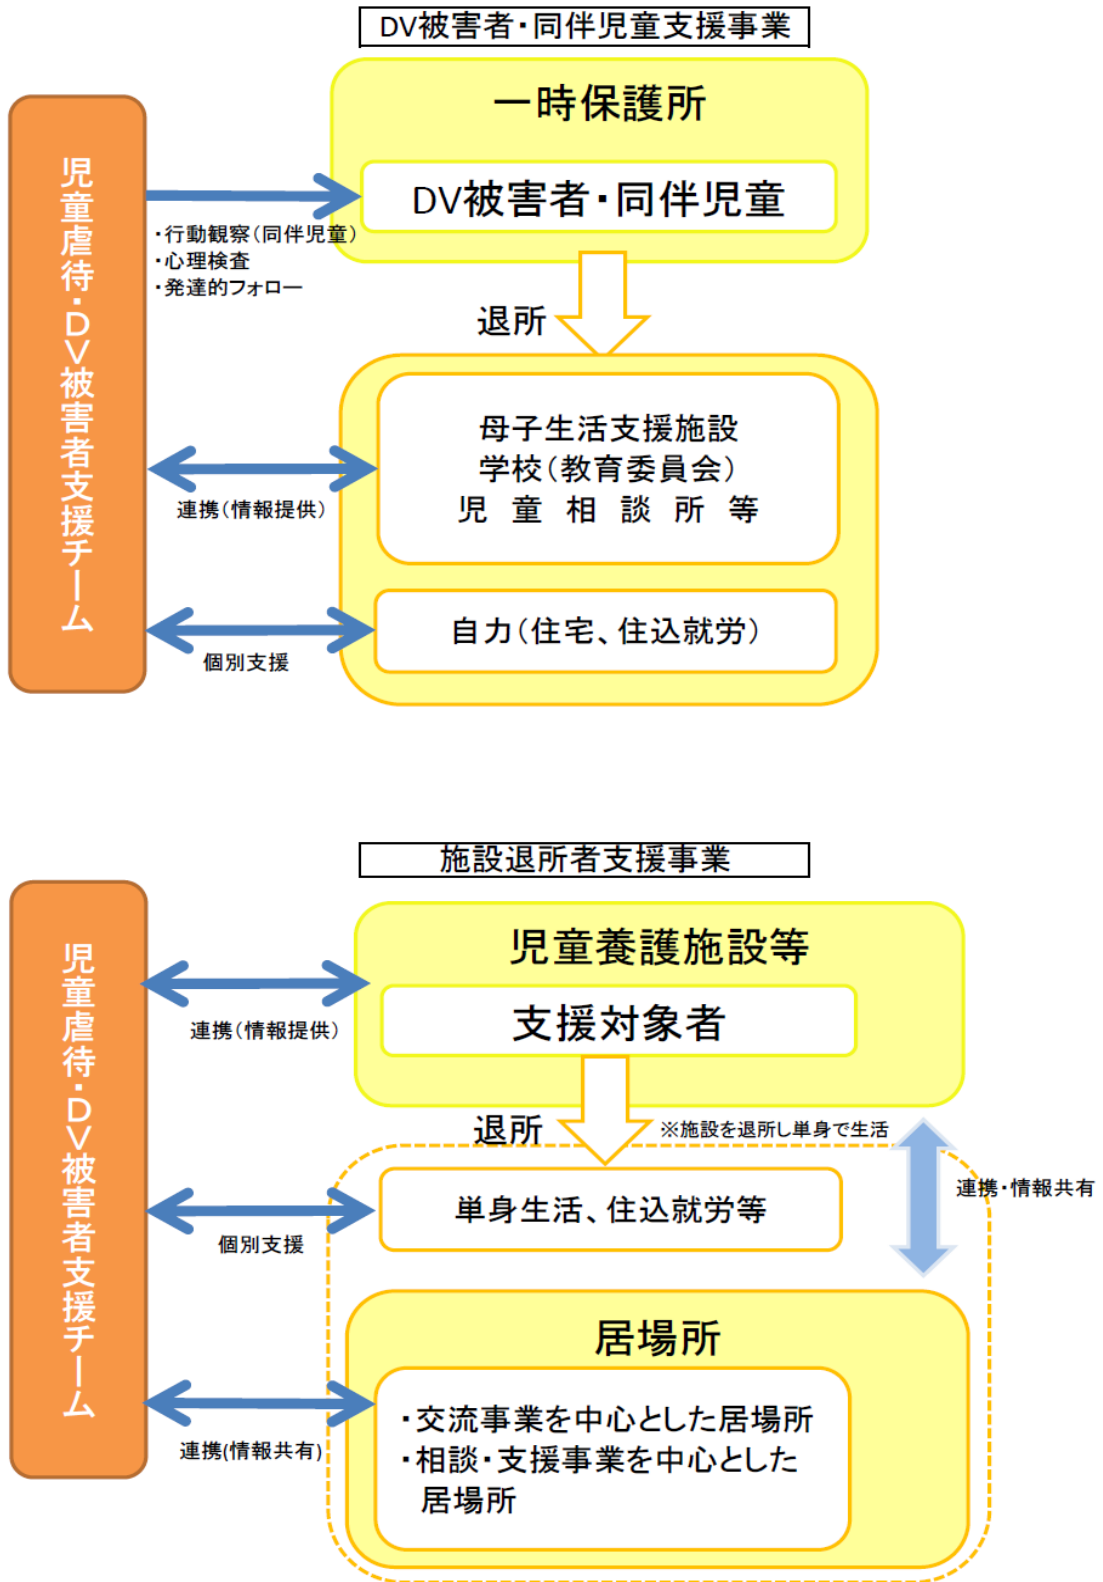 DV被害者・同伴児童支援事業
一時保護所
DV被害者・同伴児童
児童虐待・DV被害者支援チーム
・行動観察(同伴児童)
・心理検査
・発達的フォロー
退所
母子生活支援施設
学校(教育委員会)
児童相談所等
連携(情報提供)
自力(住宅、住込就労)
個別支援
施設退所者支援事業
児童養護施設等
支援対象者
児童虐待・DV被害者支援チーム
連携(情報提供)
退所
※施設を退所し単身で生活
連携・情報共有
単身生活、住込就労等
個別支援
居場所
・交流事業を中心とした居場所
・相談・支援事業を中心とした
居場所
連携(情報共有)